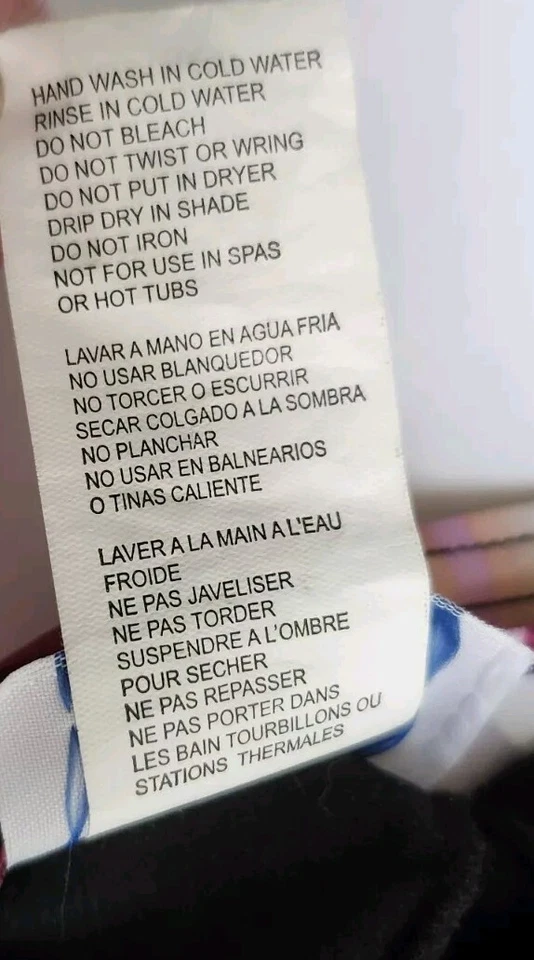 HAND WASH IN COLD WATER
RINSE IN COLD WATER
DO NOT BLEACH
DO NOT TWIST OR WRING
DO NOT PUT IN DRYER
DRIP DRY IN SHADE
DO NOT IRON
NOT FOR USE IN SPAS
OR HOT TUBS
LAVAR A MANO EN AGUA FRIA
NO USAR BLANQUEDOR
NO TORCER O ESCURRIR
SECAR COLGADO A LA SOMBRA
NO PLANCHAR
NO USAR EN BALNEARIOS
O TINAS CALIENTE
LAVER A LA MAIN A L'EAU
FROIDE
NE PAS JAVELISER
NE PAS TORDER
SUSPENDRE A L'OMBRE
POUR SECHER
NE PAS REPASSER
NE PAS PORTER DANS
LES BAIN TOURBILLONS OU
STATIONS THERMALES